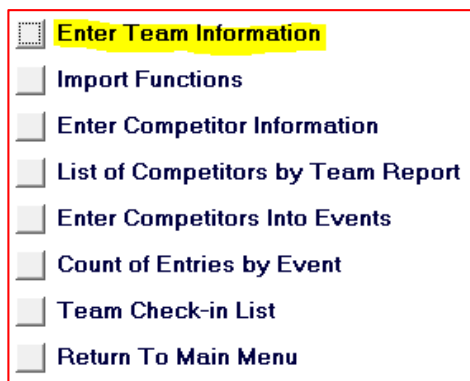 Enter Team Information
Import Functions
Enter Competitor Information
List of Competitors by Team Report
Enter Competitors Into Events
Count of Entries by Event
Team Check-in List
Return To Main Menu